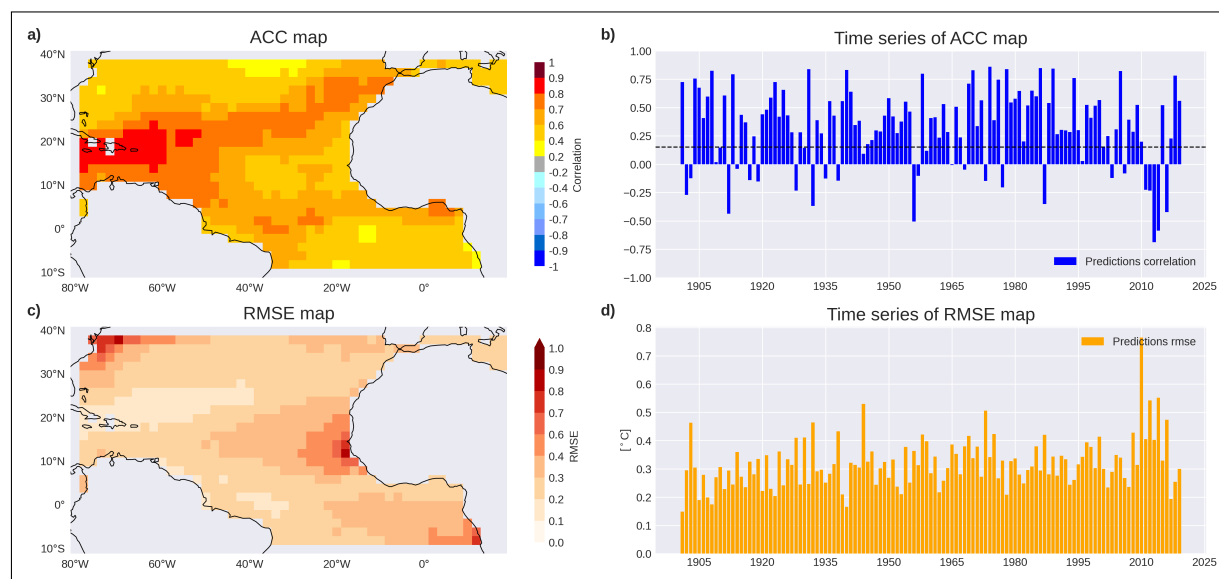 a)
ACC map
40°N
30°N
20°N
10°N
0°
10°S
80°W
60°W
40°W
20°W
0°
1
0.9
0.8
0.7
0.6
0.4
0.2
-0.2
-0.4
-0.6
-0.7
-0.8
-0.9
-1
Correlation
b)
Time series of ACC map
1.00
0.75
0.50
0.25
0.00
−0.25
−0.50
−0.75
−1.00
1905
1920
1935
1950
1965
1980
1995
2010
2025
Predictions correlation
c)
RMSE map
40°N
30°N
20°N
10°N
0°
10°S
80°W
60°W
40°W
20°W
0°
1.0
0.9
0.8
0.7
0.6
0.5
0.4
0.3
0.2
0.1
0.0
RMSE
d)
Time series of RMSE map
[°C]
0.8
0.7
0.6
0.5
0.4
0.3
0.2
0.1
0.0
1905
1920
1935
1950
1965
1980
1995
2010
2025
Predictions rmse